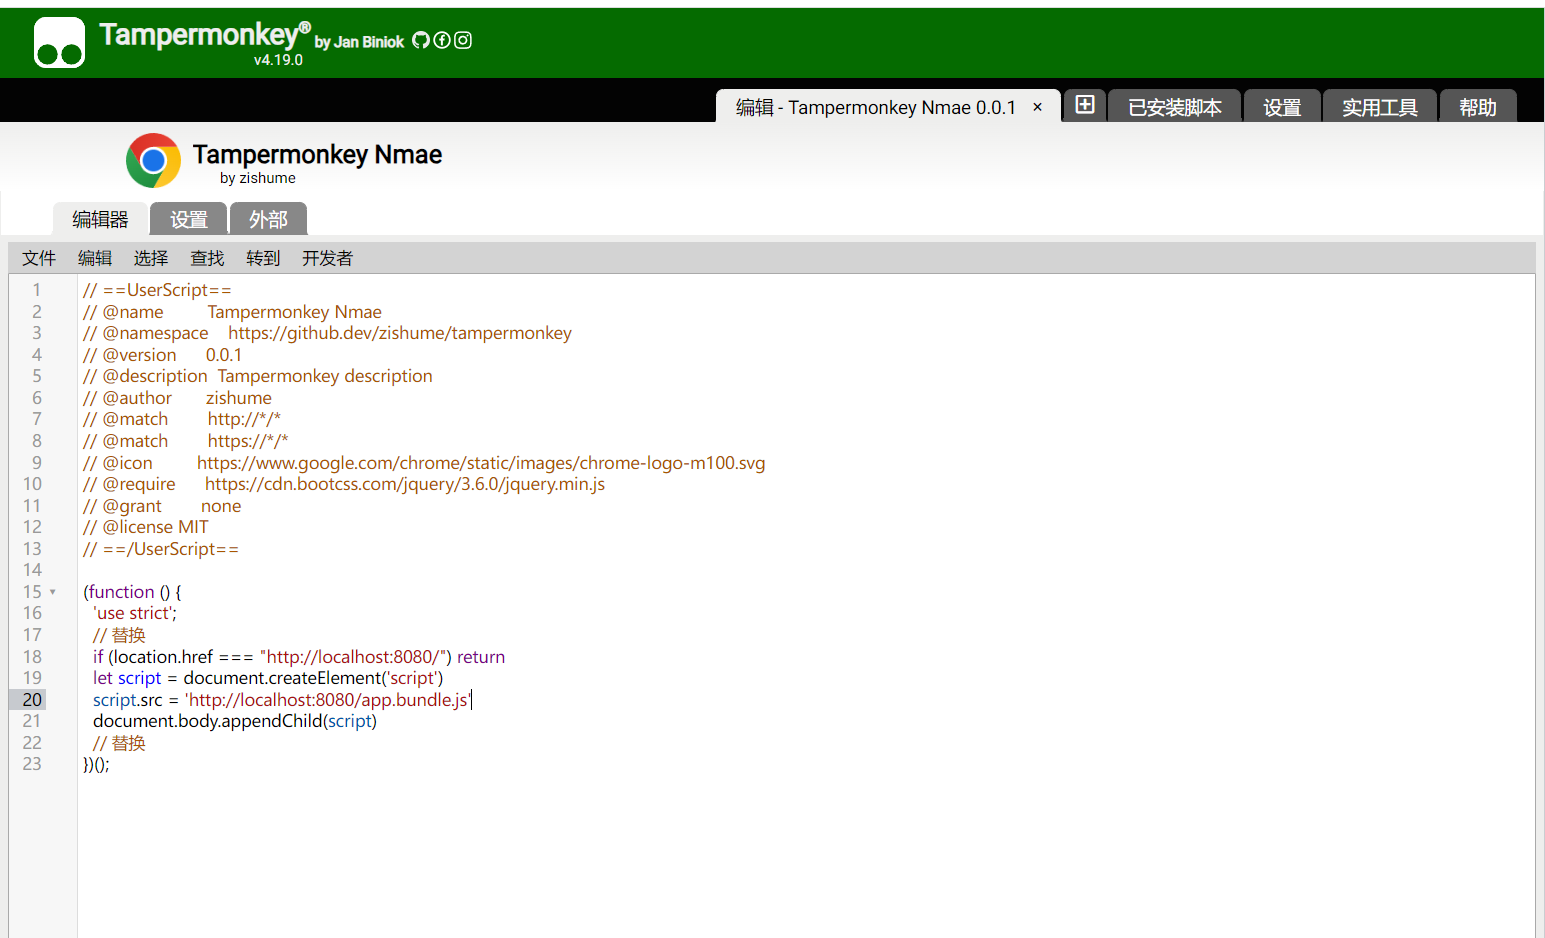 Tampermonkey® by Jan Biniok
v4.19.0
编辑 - Tampermonkey Nmae 0.0.1 × 已安装脚本 设置 实用工具 帮助
Tampermonkey Nmae
by zishume
编辑器 设置 外部
文件 编辑 选择 查找 转到 开发者
1 // ==UserScript==
2 // @name Tampermonkey Nmae
3 // @namespace https://github.dev/zishume/tampermonkey
4 // @version 0.0.1
5 // @description Tampermonkey description
6 // @author zishume
7 // @match http://*/*
8 // @match https://*/*
9 // @icon https://www.google.com/chrome/static/images/chrome-logo-m100.svg
10 // @require https://cdn.bootcss.com/jquery/3.6.0/jquery.min.js
11 // @grant none
12 // @license MIT
13 // ==/UserScript==
14
15 (function () {
16 'use strict';
17 // 替换
18 if (location.href === "http://localhost:8080/") return
19 let script = document.createElement('script')
20 script.src = 'http://localhost:8080/app.bundle.js'
21 document.body.appendChild(script)
22 // 替换
23 })();